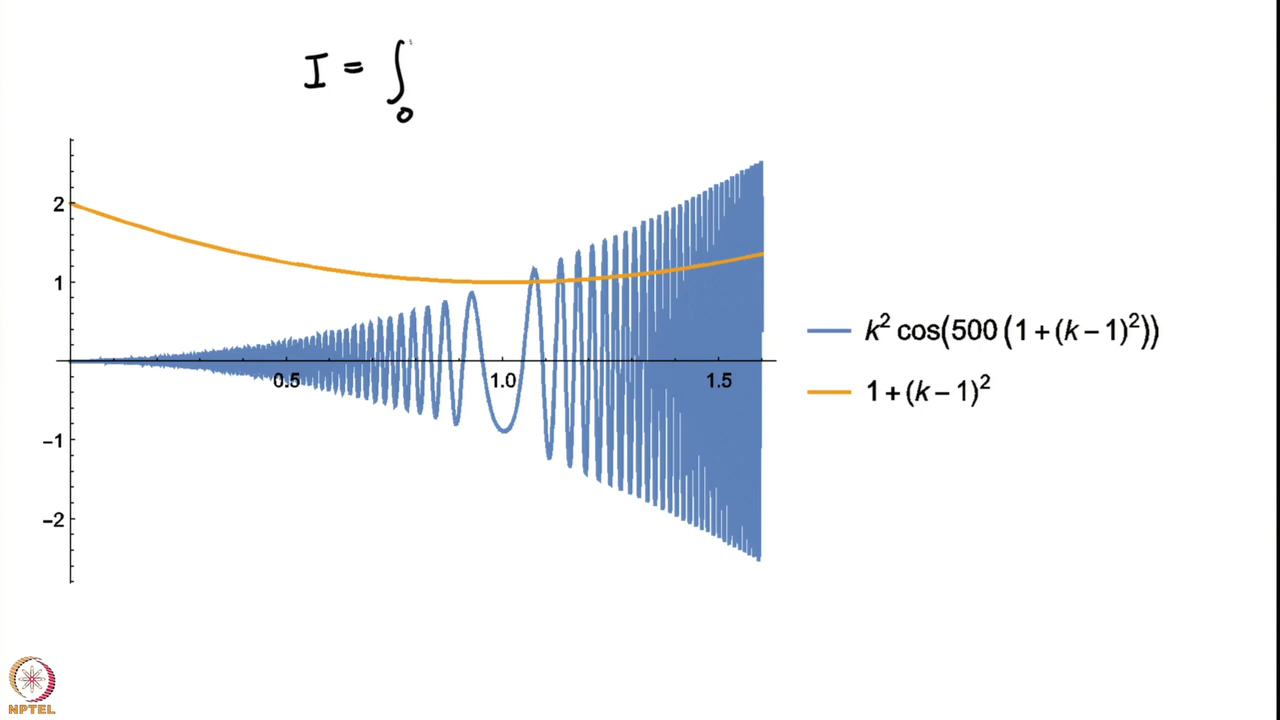 I = ∫₀
2
1
-1
-2
0.5 1.0 1.5
k² cos(500 (1 + (k − 1)²))
1 + (k − 1)²
NPTEL